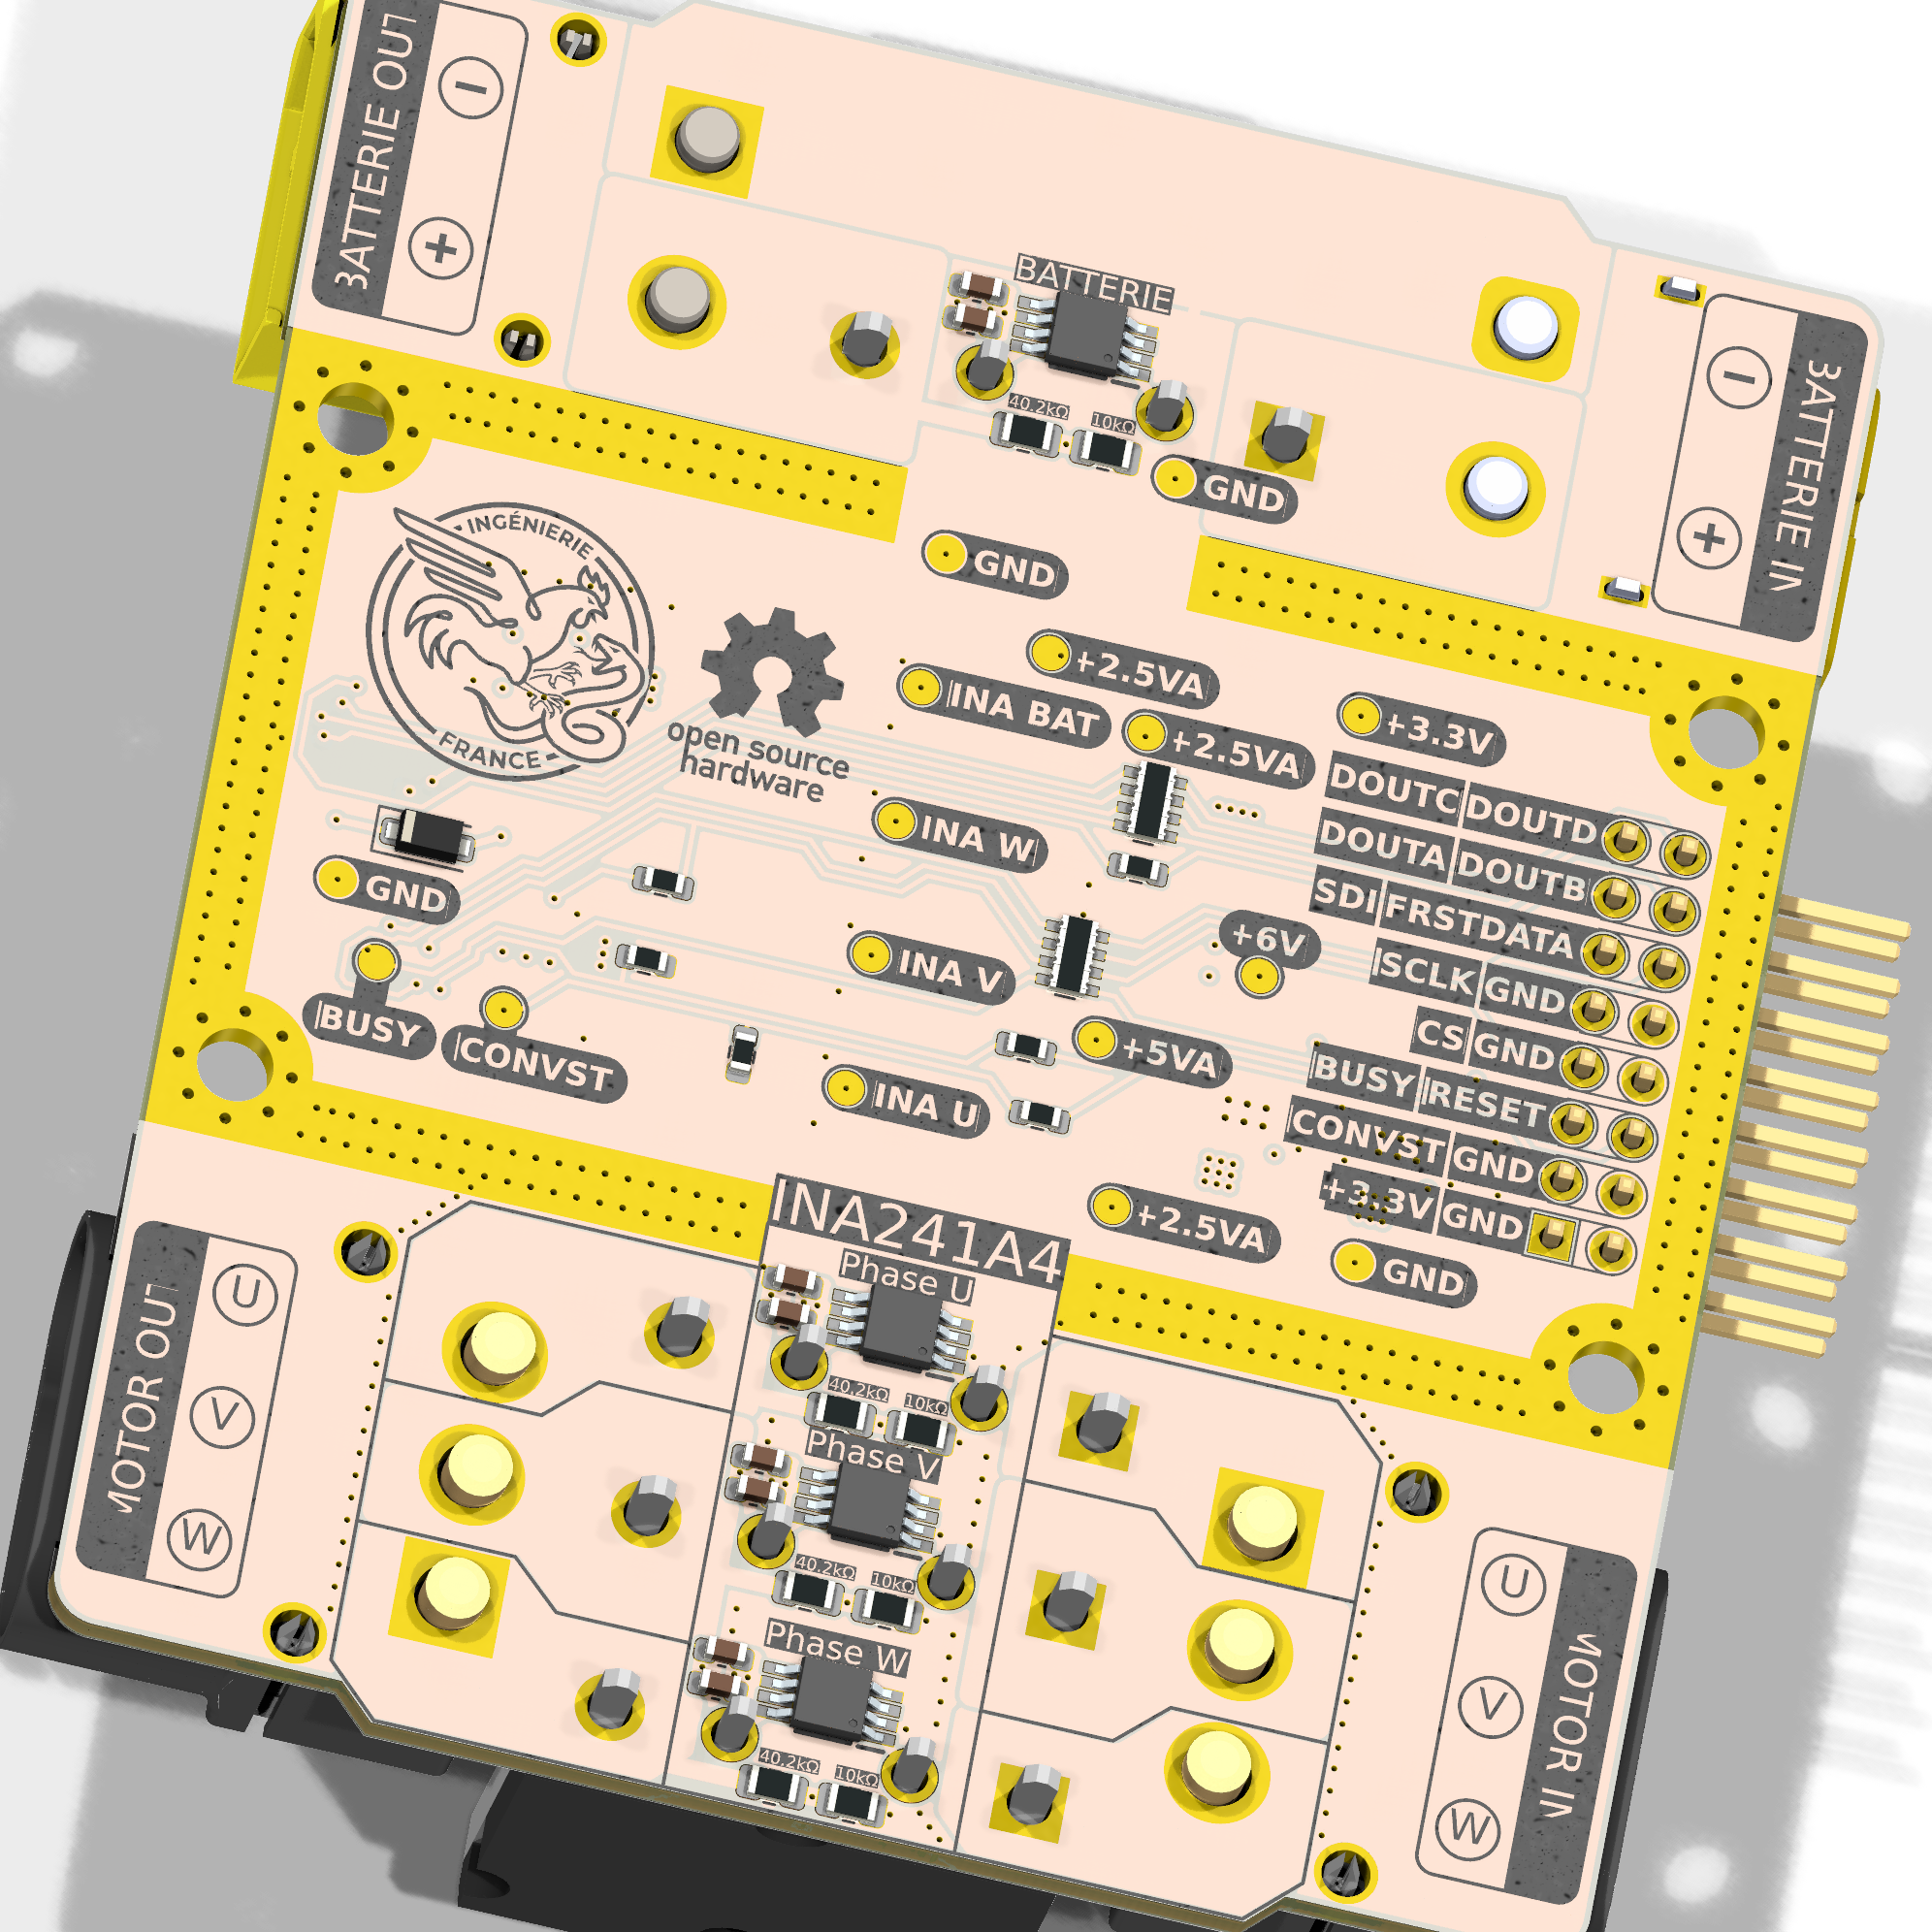 BATTERIE OUT
BATTERIE
40.2kΩ
10kΩ
BATTERIE IN
GND
GND
INGÉNIERIE
FRANCE
open source
hardware
+2.5VA
INA BAT
+2.5VA
+3.3V
DOUTC DOUTD
DOUTA DOUTB
SDI FRSTDATA
SCLK GND
CS GND
BUSY RESET
CONVST GND
+3.3V GND
INA W
GND
+6V
INA V
BUSY
CONVST
+5VA
INA U
+2.5VA
GND
INA241A4
Phase U
40.2kΩ
10kΩ
Phase V
40.2kΩ
10kΩ
Phase W
40.2kΩ
10kΩ
MOTOR OUT
U
V
W
MOTOR IN
U
V
W